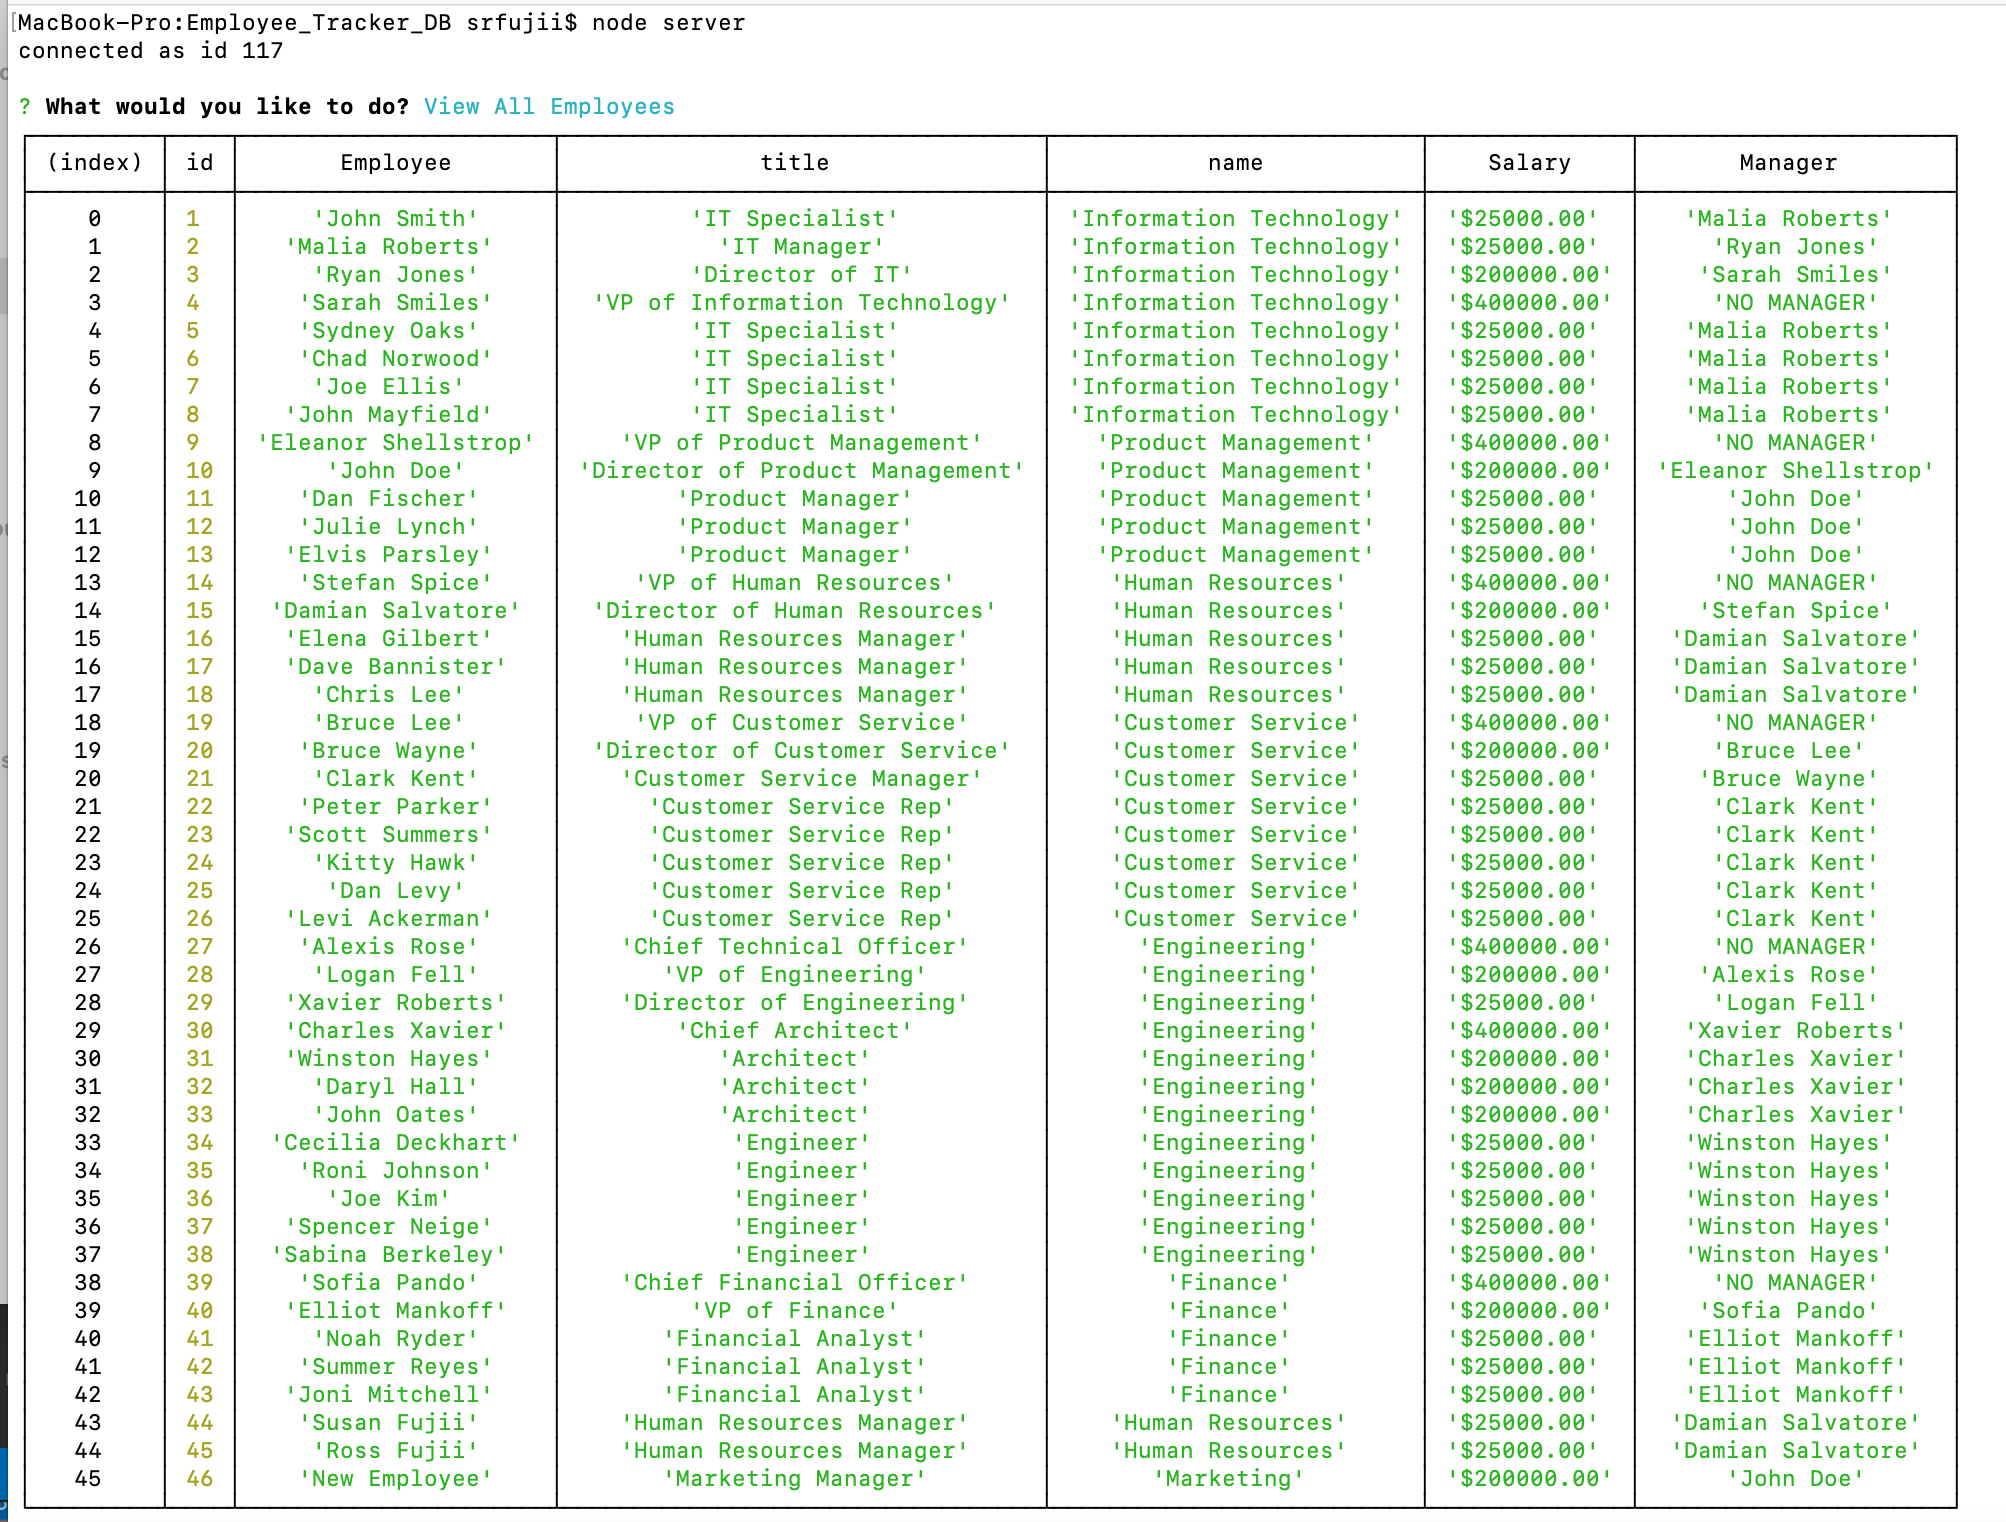 [MacBook-Pro:Employee_Tracker_DB srfujii$ node server
connected as id 117
? What would you like to do? View All Employees
(index) id Employee title name Salary Manager
0 1 'John Smith' 'IT Specialist' 'Information Technology' '$25000.00' 'Malia Roberts'
1 2 'Malia Roberts' 'IT Manager' 'Information Technology' '$25000.00' 'Ryan Jones'
2 3 'Ryan Jones' 'Director of IT' 'Information Technology' '$200000.00' 'Sarah Smiles'
3 4 'Sarah Smiles' 'VP of Information Technology' 'Information Technology' '$400000.00' 'NO MANAGER'
4 5 'Sydney Oaks' 'IT Specialist' 'Information Technology' '$25000.00' 'Malia Roberts'
5 6 'Chad Norwood' 'IT Specialist' 'Information Technology' '$25000.00' 'Malia Roberts'
6 7 'Joe Ellis' 'IT Specialist' 'Information Technology' '$25000.00' 'Malia Roberts'
7 8 'John Mayfield' 'IT Specialist' 'Information Technology' '$25000.00' 'Malia Roberts'
8 9 'Eleanor Shellstrop' 'VP of Product Management' 'Product Management' '$400000.00' 'NO MANAGER'
9 10 'John Doe' 'Director of Product Management' 'Product Management' '$200000.00' 'Eleanor Shellstrop'
10 11 'Dan Fischer' 'Product Manager' 'Product Management' '$25000.00' 'John Doe'
11 12 'Julie Lynch' 'Product Manager' 'Product Management' '$25000.00' 'John Doe'
12 13 'Elvis Parsley' 'Product Manager' 'Product Management' '$25000.00' 'John Doe'
13 14 'Stefan Spice' 'VP of Human Resources' 'Human Resources' '$400000.00' 'NO MANAGER'
14 15 'Damian Salvatore' 'Director of Human Resources' 'Human Resources' '$200000.00' 'Stefan Spice'
15 16 'Elena Gilbert' 'Human Resources Manager' 'Human Resources' '$25000.00' 'Damian Salvatore'
16 17 'Dave Bannister' 'Human Resources Manager' 'Human Resources' '$25000.00' 'Damian Salvatore'
17 18 'Chris Lee' 'Human Resources Manager' 'Human Resources' '$25000.00' 'Damian Salvatore'
18 19 'Bruce Lee' 'VP of Customer Service' 'Customer Service' '$400000.00' 'NO MANAGER'
19 20 'Bruce Wayne' 'Director of Customer Service' 'Customer Service' '$200000.00' 'Bruce Lee'
20 21 'Clark Kent' 'Customer Service Manager' 'Customer Service' '$25000.00' 'Bruce Wayne'
21 22 'Peter Parker' 'Customer Service Rep' 'Customer Service' '$25000.00' 'Clark Kent'
22 23 'Scott Summers' 'Customer Service Rep' 'Customer Service' '$25000.00' 'Clark Kent'
23 24 'Kitty Hawk' 'Customer Service Rep' 'Customer Service' '$25000.00' 'Clark Kent'
24 25 'Dan Levy' 'Customer Service Rep' 'Customer Service' '$25000.00' 'Clark Kent'
25 26 'Levi Ackerman' 'Customer Service Rep' 'Customer Service' '$25000.00' 'Clark Kent'
26 27 'Alexis Rose' 'Chief Technical Officer' 'Engineering' '$400000.00' 'NO MANAGER'
27 28 'Logan Fell' 'VP of Engineering' 'Engineering' '$200000.00' 'Alexis Rose'
28 29 'Xavier Roberts' 'Director of Engineering' 'Engineering' '$25000.00' 'Logan Fell'
29 30 'Charles Xavier' 'Chief Architect' 'Engineering' '$400000.00' 'Xavier Roberts'
30 31 'Winston Hayes' 'Architect' 'Engineering' '$200000.00' 'Charles Xavier'
31 32 'Daryl Hall' 'Architect' 'Engineering' '$200000.00' 'Charles Xavier'
32 33 'John Oates' 'Architect' 'Engineering' '$200000.00' 'Charles Xavier'
33 34 'Cecilia Deckhart' 'Engineer' 'Engineering' '$25000.00' 'Winston Hayes'
34 35 'Roni Johnson' 'Engineer' 'Engineering' '$25000.00' 'Winston Hayes'
35 36 'Joe Kim' 'Engineer' 'Engineering' '$25000.00' 'Winston Hayes'
36 37 'Spencer Neige' 'Engineer' 'Engineering' '$25000.00' 'Winston Hayes'
37 38 'Sabina Berkeley' 'Engineer' 'Engineering' '$25000.00' 'Winston Hayes'
38 39 'Sofia Pando' 'Chief Financial Officer' 'Finance' '$400000.00' 'NO MANAGER'
39 40 'Elliot Mankoff' 'VP of Finance' 'Finance' '$200000.00' 'Sofia Pando'
40 41 'Noah Ryder' 'Financial Analyst' 'Finance' '$25000.00' 'Elliot Mankoff'
41 42 'Summer Reyes' 'Financial Analyst' 'Finance' '$25000.00' 'Elliot Mankoff'
42 43 'Joni Mitchell' 'Financial Analyst' 'Finance' '$25000.00' 'Elliot Mankoff'
43 44 'Susan Fujii' 'Human Resources Manager' 'Human Resources' '$25000.00' 'Damian Salvatore'
44 45 'Ross Fujii' 'Human Resources Manager' 'Human Resources' '$25000.00' 'Damian Salvatore'
45 46 'New Employee' 'Marketing Manager' 'Marketing' '$200000.00' 'John Doe'